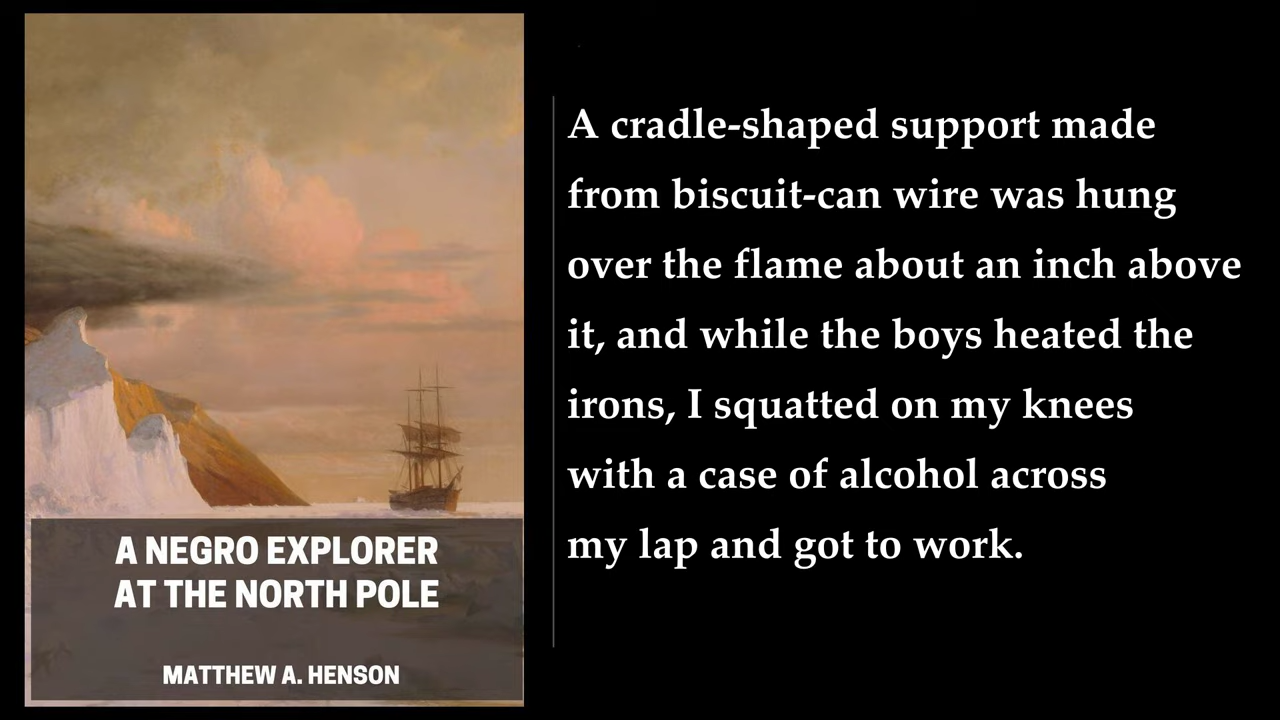 A NEGRO EXPLORER
AT THE NORTH POLE
MATTHEW A. HENSON
A cradle-shaped support made
from biscuit-can wire was hung
over the flame about an inch above
it, and while the boys heated the
irons, I squatted on my knees
with a case of alcohol across
my lap and got to work.